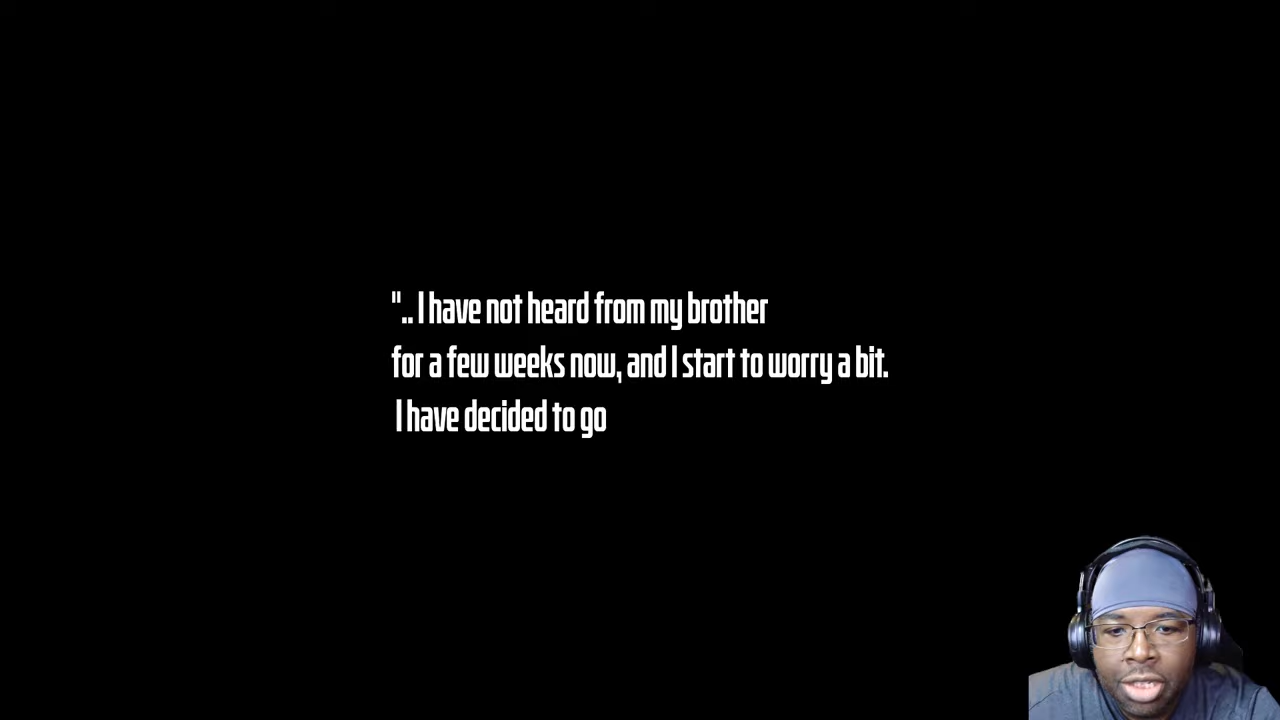 ".. I have not heard from my brother
for a few weeks now, and I start to worry a bit.
I have decided to go